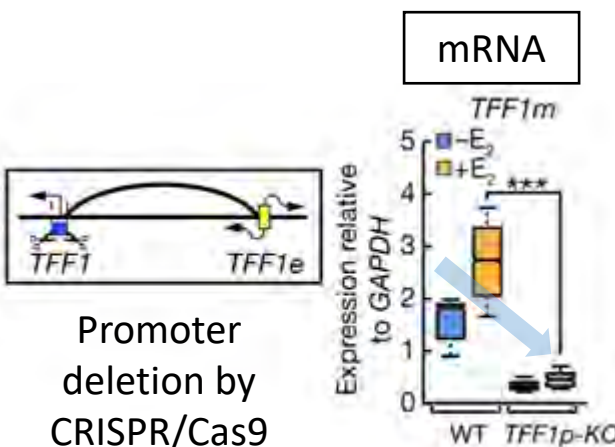 mRNA
TFF1m
−E2
+E2
***
Expression relative
to GAPDH
5
4
3
2
1
0
WT TFF1p-KO
TFF1 TFF1e
Promoter
deletion by
CRISPR/Cas9